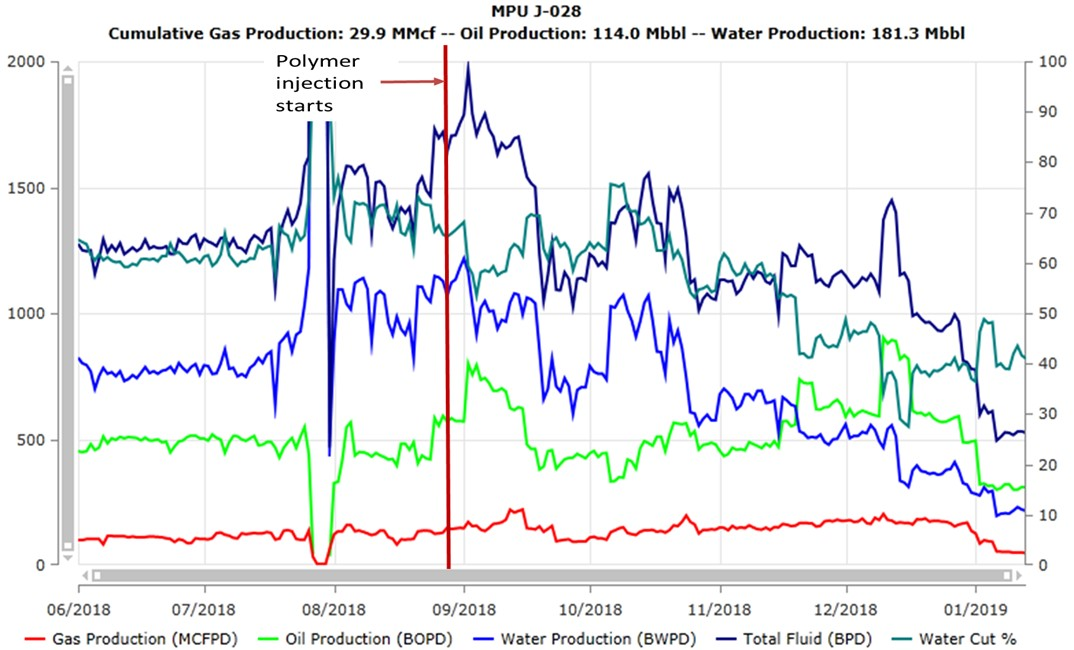 MPU J-028
Cumulative Gas Production: 29.9 MMcf -- Oil Production: 114.0 Mbbl -- Water Production: 181.3 Mbbl
Polymer
injection
starts
2000
1500
1000
500
0
100
90
80
70
60
50
40
30
20
10
0
06/2018 07/2018 08/2018 09/2018 10/2018 11/2018 12/2018 01/2019
Gas Production (MCFPD) Oil Production (BOPD) Water Production (BWPD) Total Fluid (BPD) Water Cut %